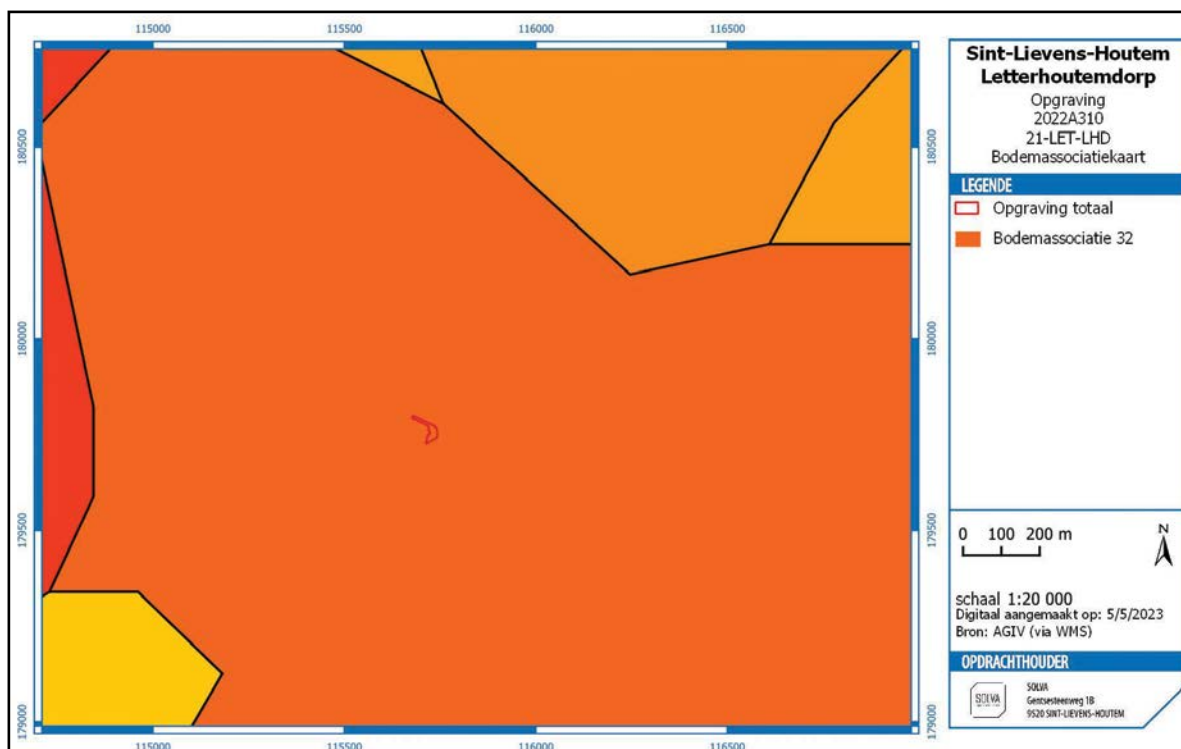 115000 115500 116000 116500
Sint-Lievens-Houtem
Letterhoutemdorp
Opgraving
2022A310
21-LET-LHD
Bodemassociatiekaart
LEGENDE
Opgraving totaal
Bodemassociatie 32
180500
180500
180000
180000
179500
179500
179000
179000
0 100 200 m
N
schaal 1:20 000
Digitaal aangemaakt op: 5/5/2023
Bron: AGIV (via WMS)
OPDRACHTHOUDER
SOLVA
SOLVA
Gentsesteenweg 1B
9520 SINT-LIEVENS-HOUTEM
115000 115500 116000 116500